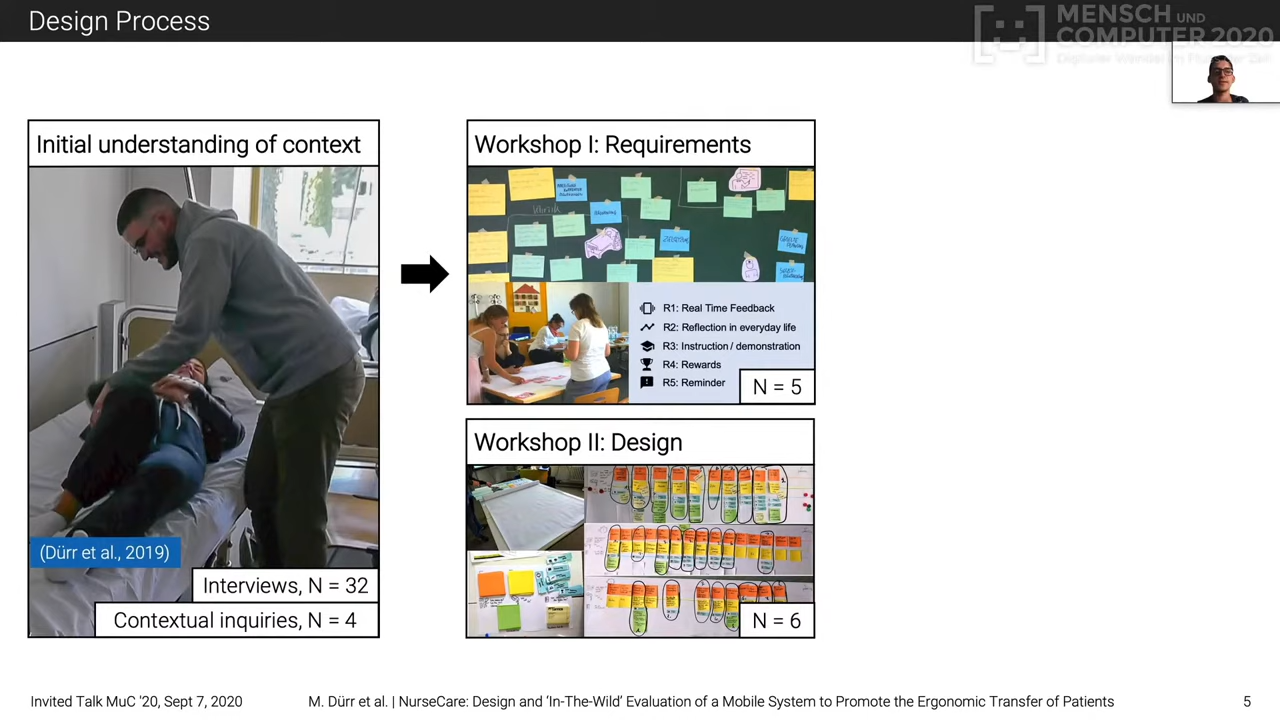 Design Process
MENSCH UND
COMPUTER 2020
Initial understanding of context
(Dürr et al., 2019)
Interviews, N = 32
Contextual inquiries, N = 4
Workshop I: Requirements
R1: Real Time Feedback
R2: Reflection in everyday life
R3: Instruction / demonstration
R4: Rewards
R5: Reminder
N = 5
Workshop II: Design
N = 6
Invited Talk MuC '20, Sept 7, 2020
M. Dürr et al. | NurseCare: Design and ‘In-The-Wild’ Evaluation of a Mobile System to Promote the Ergonomic Transfer of Patients
5